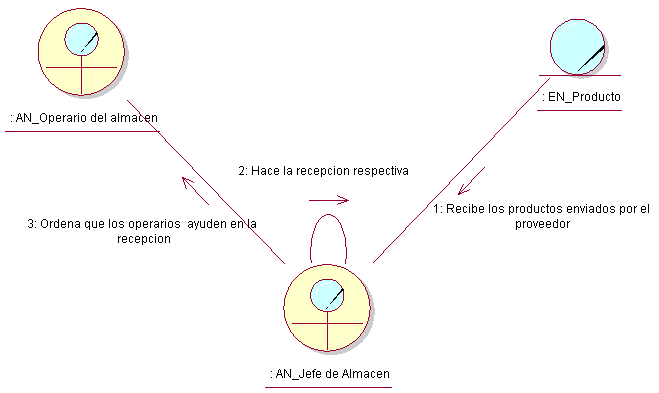 : AN_Operario del almacen
: EN_Producto
2: Hace la recepcion respectiva
1: Recibe los productos enviados por el
proveedor
3: Ordena que los operarios  ayuden en la
recepcion
: AN_Jefe de Almacen